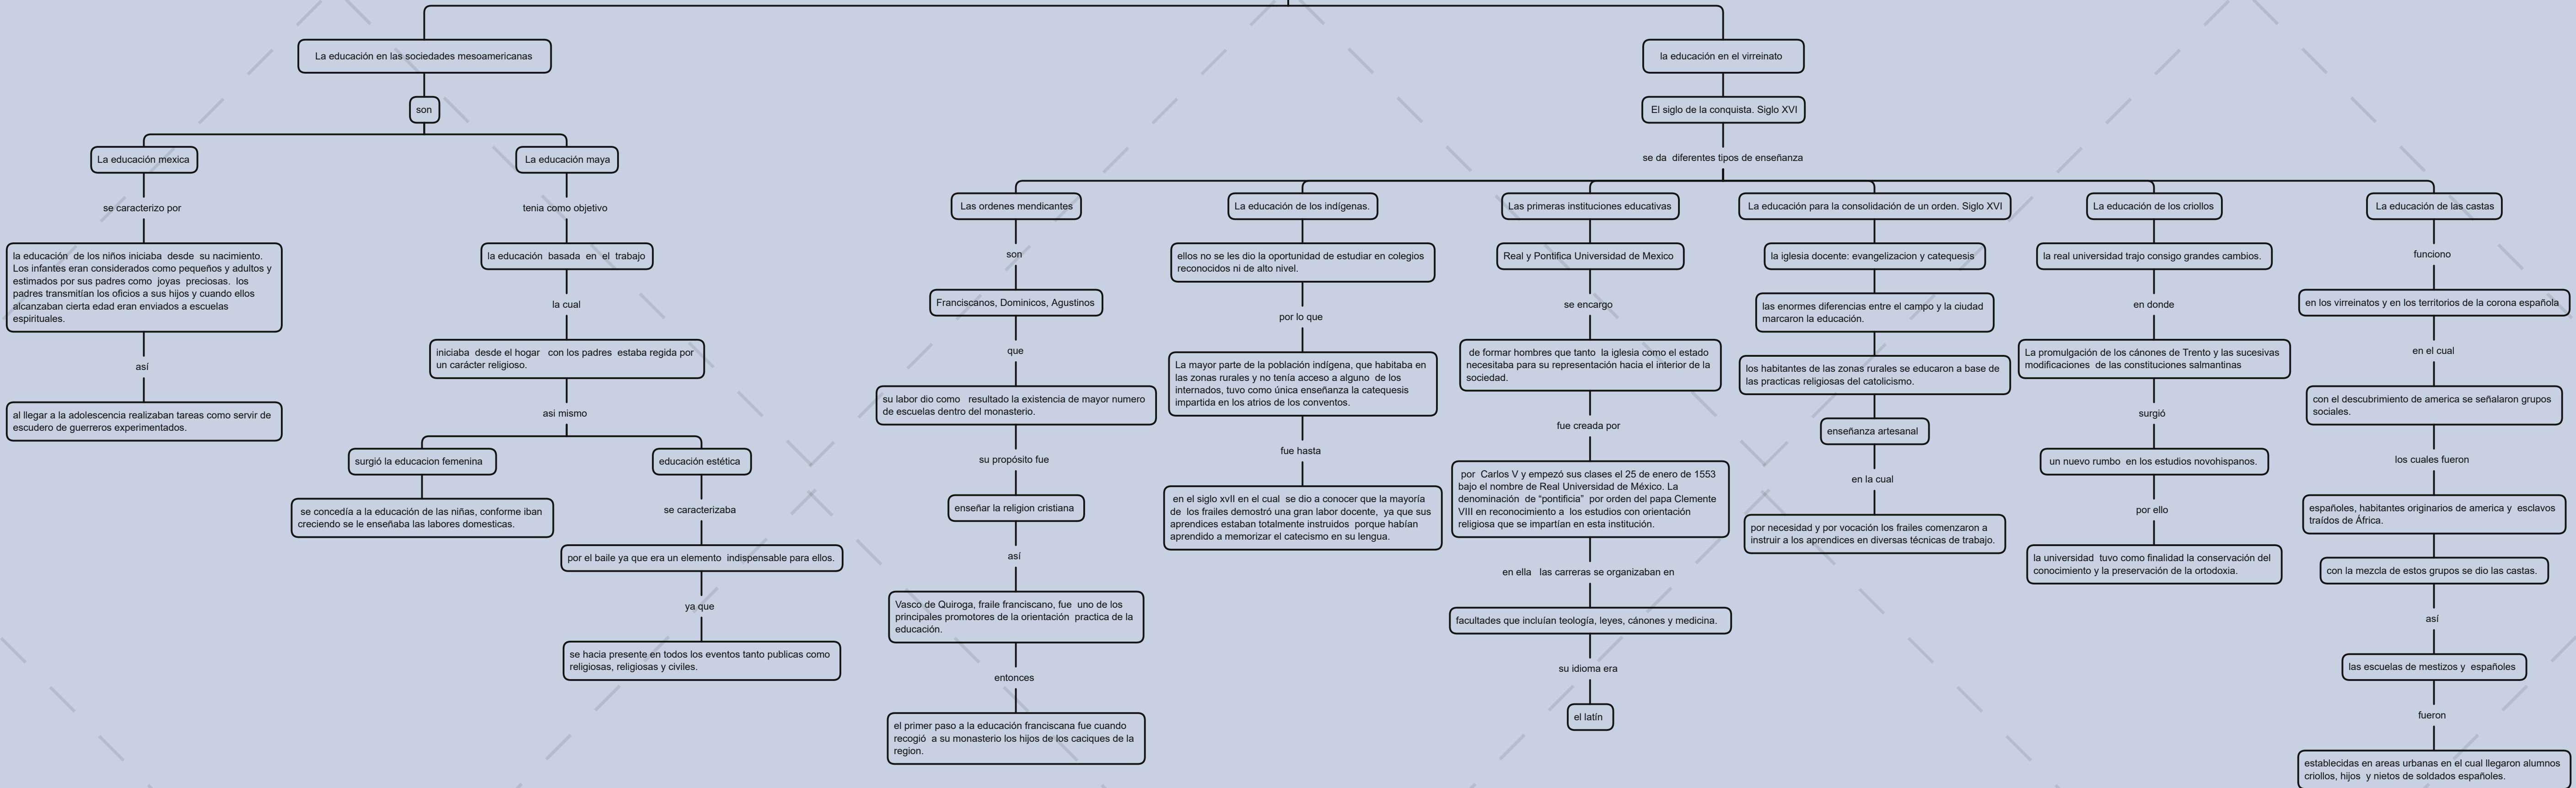 La educación en las sociedades mesoamericanas
son
La educación mexica
se caracterizo por
la educación de los niños iniciaba desde su nacimiento.
Los infantes eran considerados como pequeños y adultos y
estimados por sus padres como joyas preciosas. los
padres transmitían los oficios a sus hijos y cuando ellos
alcanzaban cierta edad eran enviados a escuelas
espirituales.
así
al llegar a la adolescencia realizaban tareas como servir de
escudero de guerreros experimentados.
La educación maya
tenia como objetivo
la educación basada en el trabajo
la cual
iniciaba desde el hogar con los padres estaba regida por
un carácter religioso.
asi mismo
surgió la educacion femenina
se concedía a la educación de las niñas, conforme iban
creciendo se le enseñaba las labores domesticas.
educación estética
se caracterizaba
por el baile ya que era un elemento indispensable para ellos.
ya que
se hacia presente en todos los eventos tanto publicas como
religiosas, religiosas y civiles.
la educación en el virreinato
El siglo de la conquista. Siglo XVI
se da diferentes tipos de enseñanza
Las ordenes mendicantes
son
Franciscanos, Dominicos, Agustinos
que
su labor dio como resultado la existencia de mayor numero
de escuelas dentro del monasterio.
su propósito fue
enseñar la religion cristiana
así
Vasco de Quiroga, fraile franciscano, fue uno de los
principales promotores de la orientación practica de la
educación.
entonces
el primer paso a la educación franciscana fue cuando
recogió a su monasterio los hijos de los caciques de la
region.
La educación de los indígenas.
ellos no se les dio la oportunidad de estudiar en colegios
reconocidos ni de alto nivel.
por lo que
La mayor parte de la población indígena, que habitaba en
las zonas rurales y no tenía acceso a alguno de los
internados, tuvo como única enseñanza la catequesis
impartida en los atrios de los conventos.
fue hasta
en el siglo xvII en el cual se dio a conocer que la mayoría
de los frailes demostró una gran labor docente, ya que sus
aprendices estaban totalmente instruidos porque habían
aprendido a memorizar el catecismo en su lengua.
Las primeras instituciones educativas
Real y Pontifica Universidad de Mexico
se encargo
de formar hombres que tanto la iglesia como el estado
necesitaba para su representación hacia el interior de la
sociedad.
fue creada por
por Carlos V y empezó sus clases el 25 de enero de 1553
bajo el nombre de Real Universidad de México. La
denominación de “pontificia” por orden del papa Clemente
VIII en reconocimiento a los estudios con orientación
religiosa que se impartían en esta institución.
en ella las carreras se organizaban en
facultades que incluían teología, leyes, cánones y medicina.
su idioma era
el latín
La educación para la consolidación de un orden. Siglo XVI
la iglesia docente: evangelizacion y catequesis
las enormes diferencias entre el campo y la ciudad
marcaron la educación.
los habitantes de las zonas rurales se educaron a base de
las practicas religiosas del catolicismo.
enseñanza artesanal
en la cual
por necesidad y por vocación los frailes comenzaron a
instruir a los aprendices en diversas técnicas de trabajo.
La educación de los criollos
la real universidad trajo consigo grandes cambios.
en donde
La promulgación de los cánones de Trento y las sucesivas
modificaciones de las constituciones salmantinas
surgió
un nuevo rumbo en los estudios novohispanos.
por ello
la universidad tuvo como finalidad la conservación del
conocimiento y la preservación de la ortodoxia.
La educación de las castas
funciono
en los virreinatos y en los territorios de la corona española
en el cual
con el descubrimiento de america se señalaron grupos
sociales.
los cuales fueron
españoles, habitantes originarios de america y esclavos
traídos de África.
con la mezcla de estos grupos se dio las castas.
así
las escuelas de mestizos y españoles
fueron
establecidas en areas urbanas en el cual llegaron alumnos
criollos, hijos y nietos de soldados españoles.